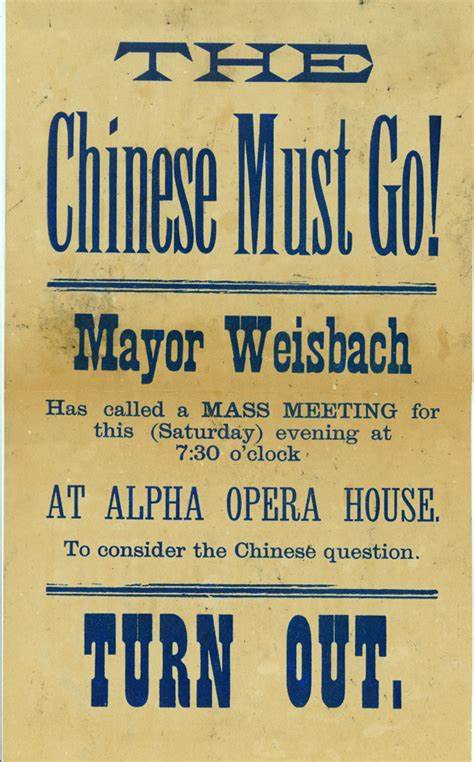 THE
Chinese Must Go!
Mayor Weisbach
Has called a MASS MEETING for
this (Saturday) evening at
7:30 o'clock
AT ALPHA OPERA HOUSE.
To consider the Chinese question.
TURN OUT.